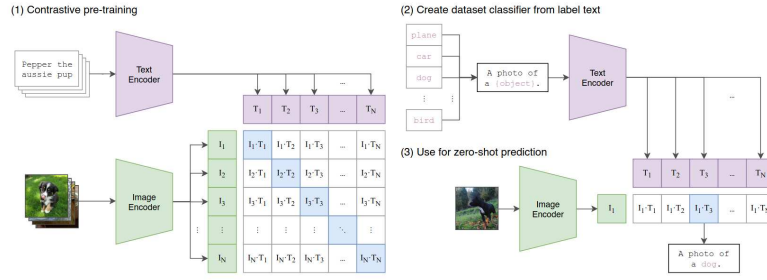 (1) Contrastive pre-training
Pepper the
aussie pup
Text
Encoder
...
T1 T2 T3 ... TN
I1 I1·T1 I1·T2 I1·T3 ... I1·TN
I2 I2·T1 I2·T2 I2·T3 ... I2·TN
I3 I3·T1 I3·T2 I3·T3 ... I3·TN
⋮ ⋮ ⋮ ⋮ ⋱ ⋮
IN IN·T1 IN·T2 IN·T3 ... IN·TN
Image
Encoder
(2) Create dataset classifier from label text
plane
car
dog
⋮
bird
A photo of
a {object}.
⋮
Text
Encoder
...
(3) Use for zero-shot prediction
T1 T2 T3 ... TN
Image
Encoder
I1 I1·T1 I1·T2 I1·T3 ...
A photo of
a dog.